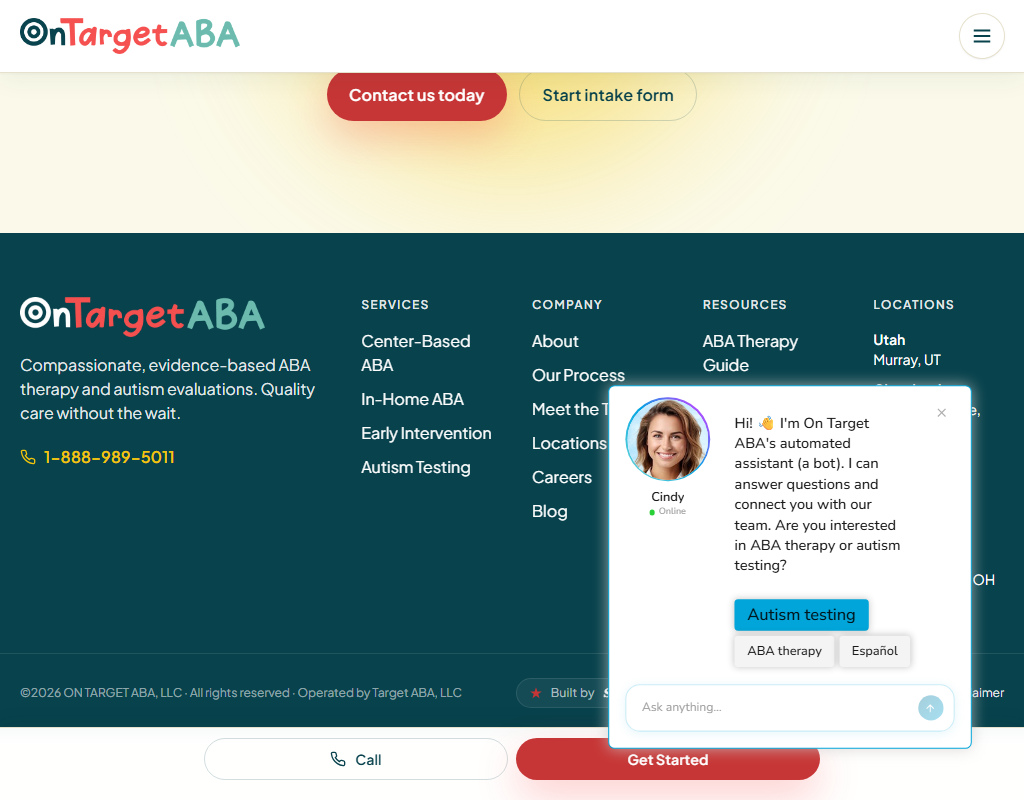 OnTarget ABA
Contact us today
Start intake form
OnTarget ABA
Compassionate, evidence-based ABA
therapy and autism evaluations. Quality
care without the wait.
1-888-989-5011
SERVICES
Center-Based
ABA
In-Home ABA
Early Intervention
Autism Testing
COMPANY
About
Our Process
Meet the
Locations
Careers
Blog
RESOURCES
ABA Therapy
Guide
LOCATIONS
Utah
Murray, UT
OH
Hi! 👋 I'm On Target
ABA's automated
assistant (a bot). I can
answer questions and
connect you with our
team. Are you interested
in ABA therapy or autism
testing?
Cindy
Online
Autism testing
ABA therapy
Español
Ask anything...
©2026 ON TARGET ABA, LLC · All rights reserved · Operated by Target ABA, LLC
Built by
Call
Get Started